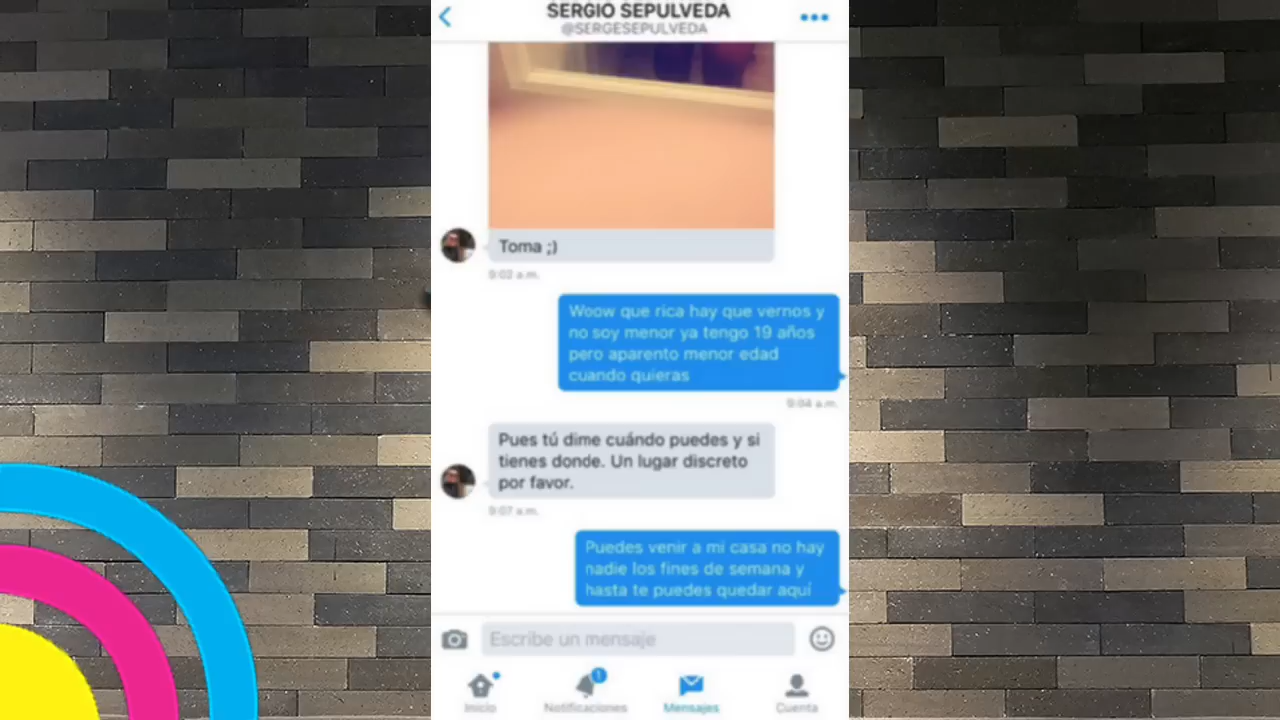 SERGIO SEPULVEDA
@SERGESEPULVEDA
Toma ;)
9:02 a.m.
Woow que rica hay que vernos y
no soy menor ya tengo 19 años
pero aparento menor edad
cuando quieras
9:04 a.m.
Pues tú dime cuándo puedes y si
tienes donde. Un lugar discreto
por favor.
9:07 a.m.
Puedes venir a mi casa no hay
nadie los fines de semana y
hasta te puedes quedar aquí
Escribe un mensaje
1
Inicio
Notificaciones
Mensajes
Cuenta